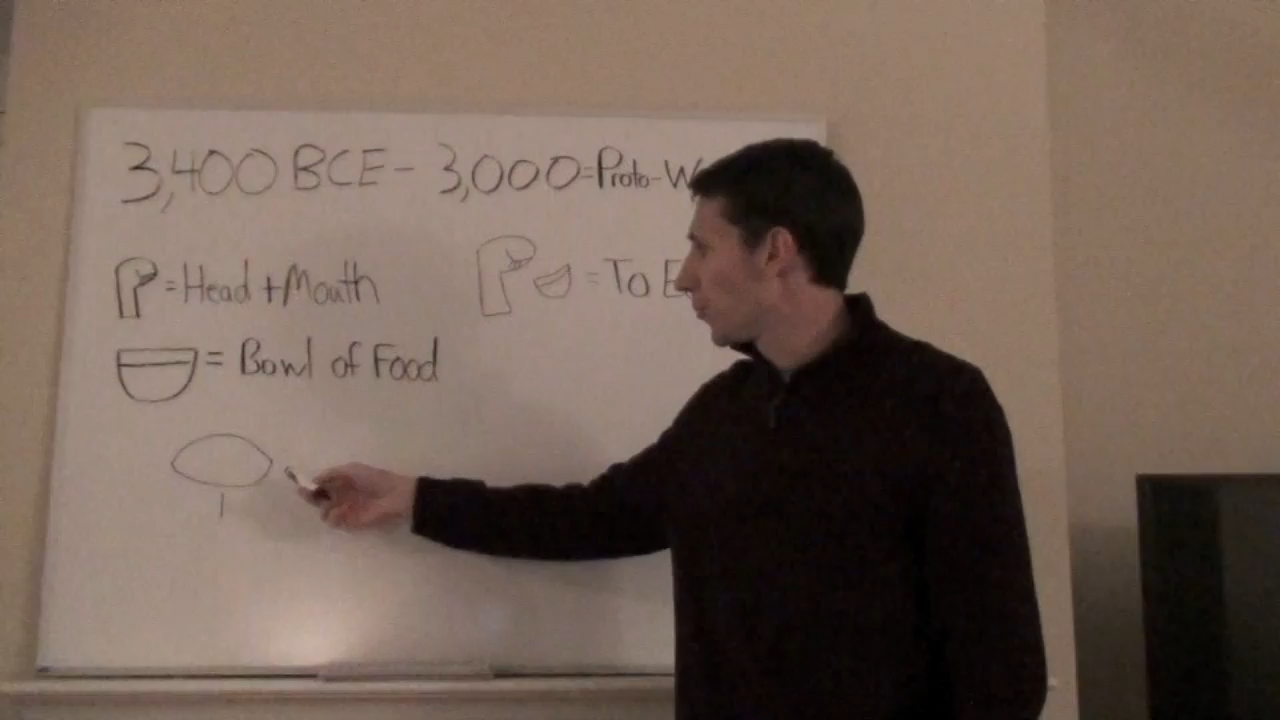 3,400 BCE - 3,000 = Proto-W
= Head + Mouth
= To E
= Bowl of Food